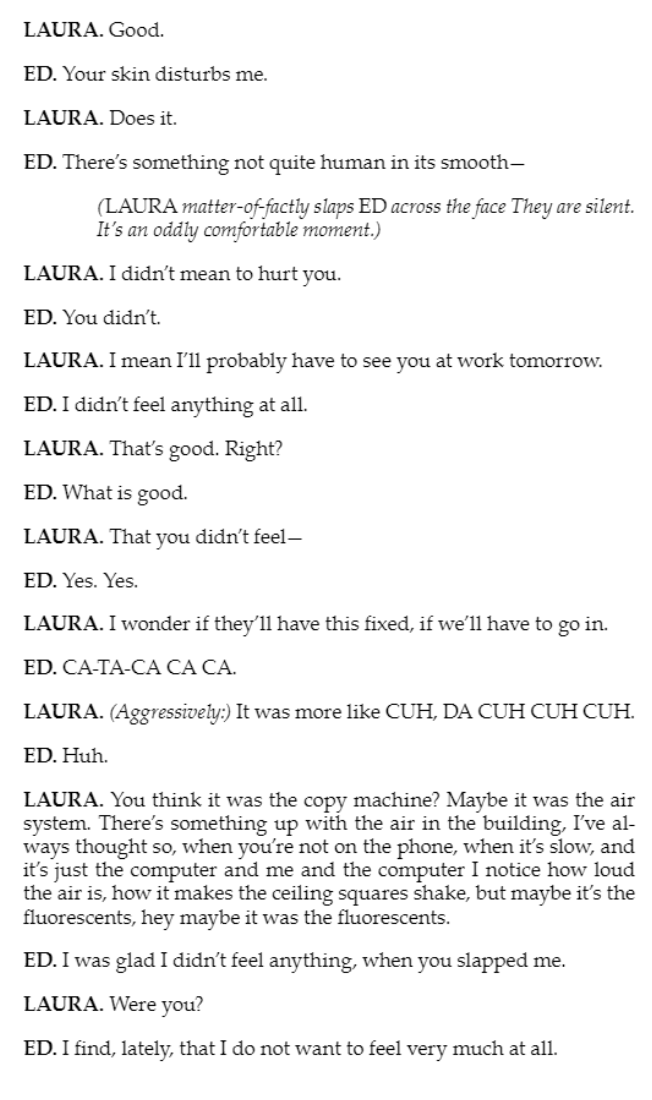 LAURA. Good.
ED. Your skin disturbs me.
LAURA. Does it.
ED. There's something not quite human in its smooth—
(LAURA matter-of-factly slaps ED across the face They are silent.
It's an oddly comfortable moment.)
LAURA. I didn't mean to hurt you.
ED. You didn't.
LAURA. I mean I'll probably have to see you at work tomorrow.
ED. I didn't feel anything at all.
LAURA. That's good. Right?
ED. What is good.
LAURA. That you didn't feel—
ED. Yes. Yes.
LAURA. I wonder if they'll have this fixed, if we'll have to go in.
ED. CA-TA-CA CA CA.
LAURA. (Aggressively:) It was more like CUH, DA CUH CUH CUH.
ED. Huh.
LAURA. You think it was the copy machine? Maybe it was the air
system. There's something up with the air in the building, I've al-
ways thought so, when you're not on the phone, when it's slow, and
it's just the computer and me and the computer I notice how loud
the air is, how it makes the ceiling squares shake, but maybe it's the
fluorescents, hey maybe it was the fluorescents.
ED. I was glad I didn't feel anything, when you slapped me.
LAURA. Were you?
ED. I find, lately, that I do not want to feel very much at all.